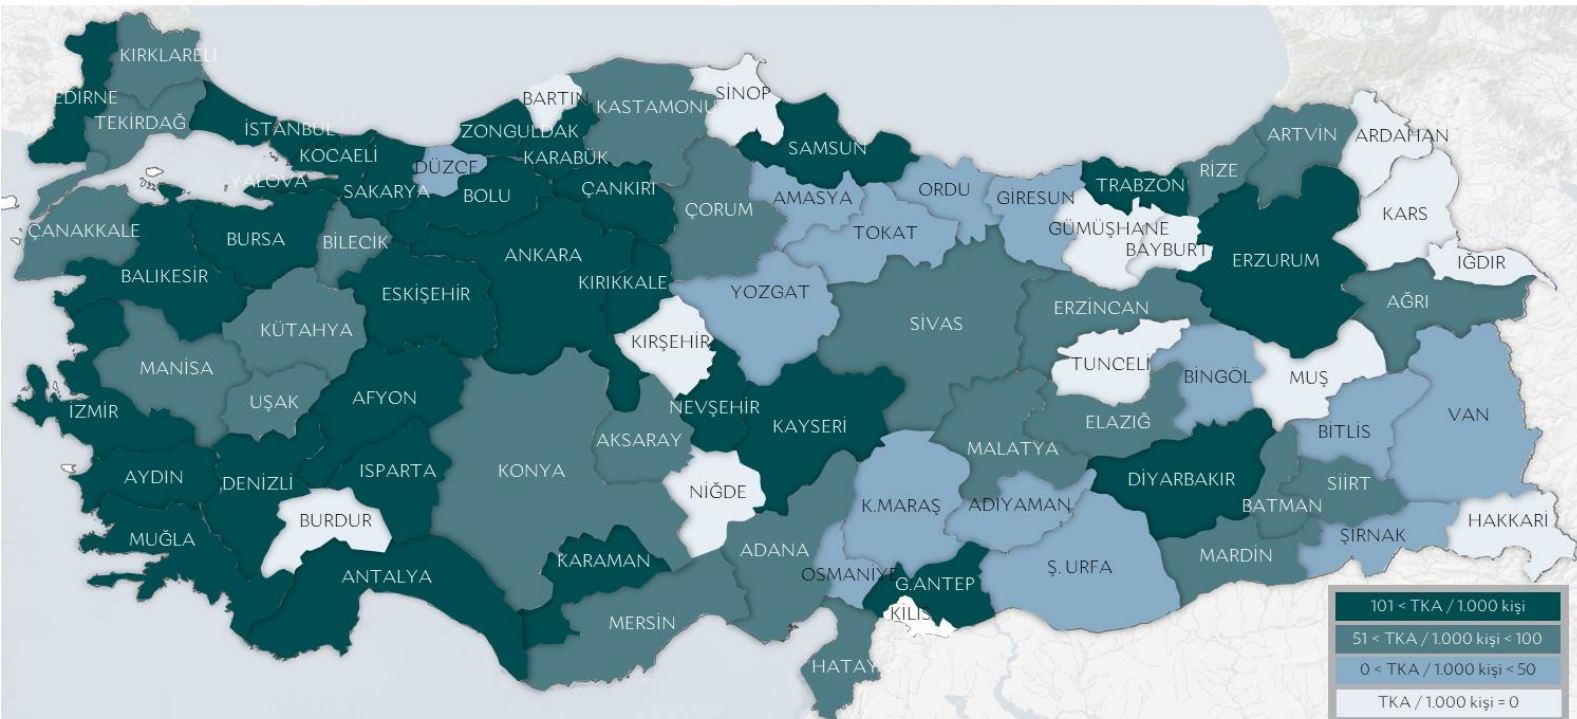 KIRKLARELİ
EDİRNE
TEKİRDAĞ
İSTANBUL
KOCAELİ
YALOVA
SAKARYA
DÜZCE
BOLU
ZONGULDAK
BARTIN
KARABÜK
KASTAMONU
SİNOP
ÇANKIRI
SAMSUN
ÇORUM
AMASYA
ORDU
TOKAT
GİRESUN
TRABZON
GÜMÜŞHANE
BAYBURT
RİZE
ARTVİN
ARDAHAN
KARS
IĞDIR
ERZURUM
AĞRI
ÇANAKKALE
BALIKESİR
BURSA
BİLECİK
ESKİŞEHİR
ANKARA
KIRIKKALE
YOZGAT
SİVAS
ERZİNCAN
KÜTAHYA
MANİSA
UŞAK
AFYON
KIRŞEHİR
TUNCELİ
BİNGÖL
MUŞ
İZMİR
NEVŞEHİR
KAYSERİ
AKSARAY
KONYA
MALATYA
ELAZIĞ
BİTLİS
VAN
AYDIN
DENİZLİ
ISPARTA
BURDUR
NİĞDE
K.MARAŞ
ADIYAMAN
DİYARBAKIR
BATMAN
SİİRT
ŞIRNAK
HAKKARİ
MUĞLA
ANTALYA
KARAMAN
ADANA
OSMANİYE
G.ANTEP
KİLİS
Ş. URFA
MARDİN
MERSİN
HATAY
101 < TKA / 1.000 kişi
51 < TKA / 1.000 kişi < 100
0 < TKA / 1.000 kişi < 50
TKA / 1.000 kişi = 0